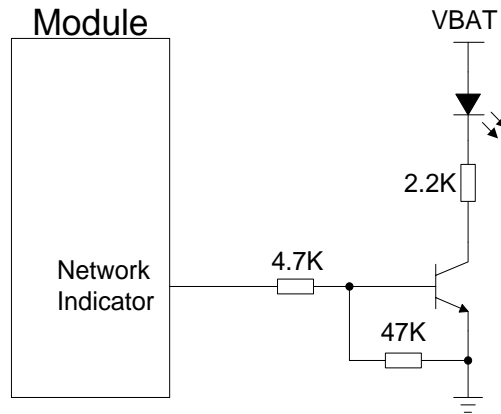 Module
VBAT
2.2K
4.7K
Network
Indicator
47K